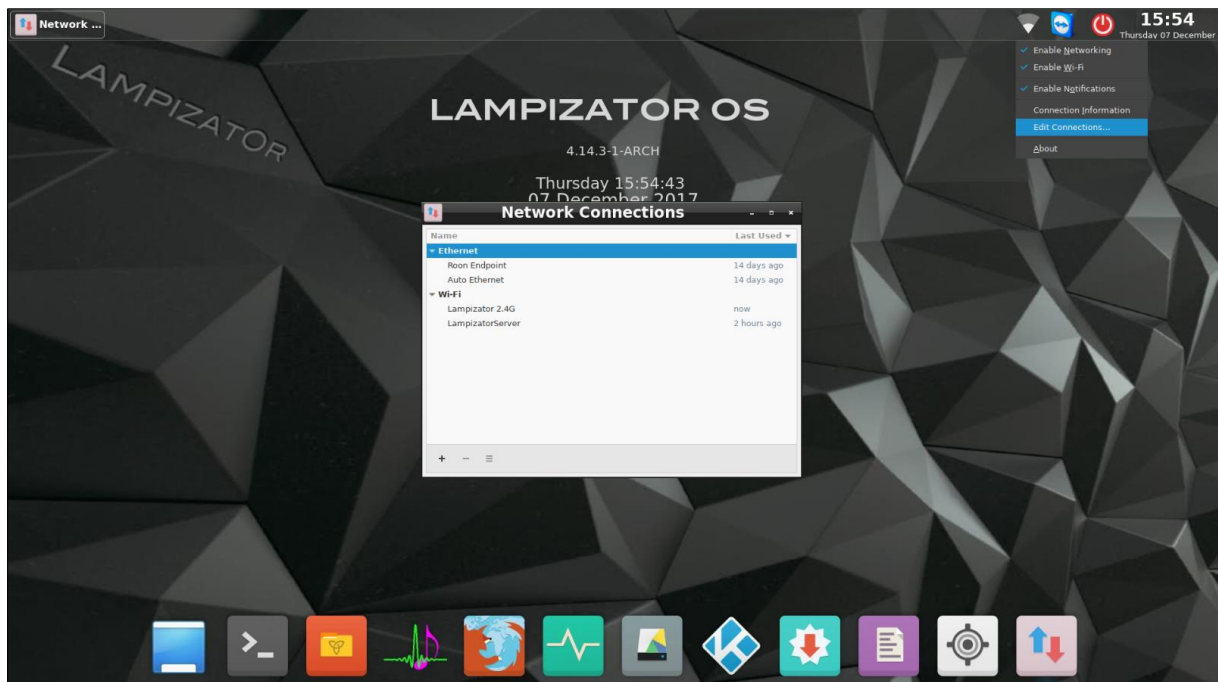 Network ...
15:54
Thursday 07 December
Enable Networking
Enable Wi-Fi
Enable Notifications
Connection Information
Edit Connections...
About
LAMPIZATOR
LAMPIZATOR OS
4.14.3-1-ARCH
Thursday 15:54:43
07 December 2017
Network Connections
Name Last Used
Ethernet
Roon Endpoint 14 days ago
Auto Ethernet 14 days ago
Wi-Fi
Lampizator 2.4G now
LampizatorServer 2 hours ago